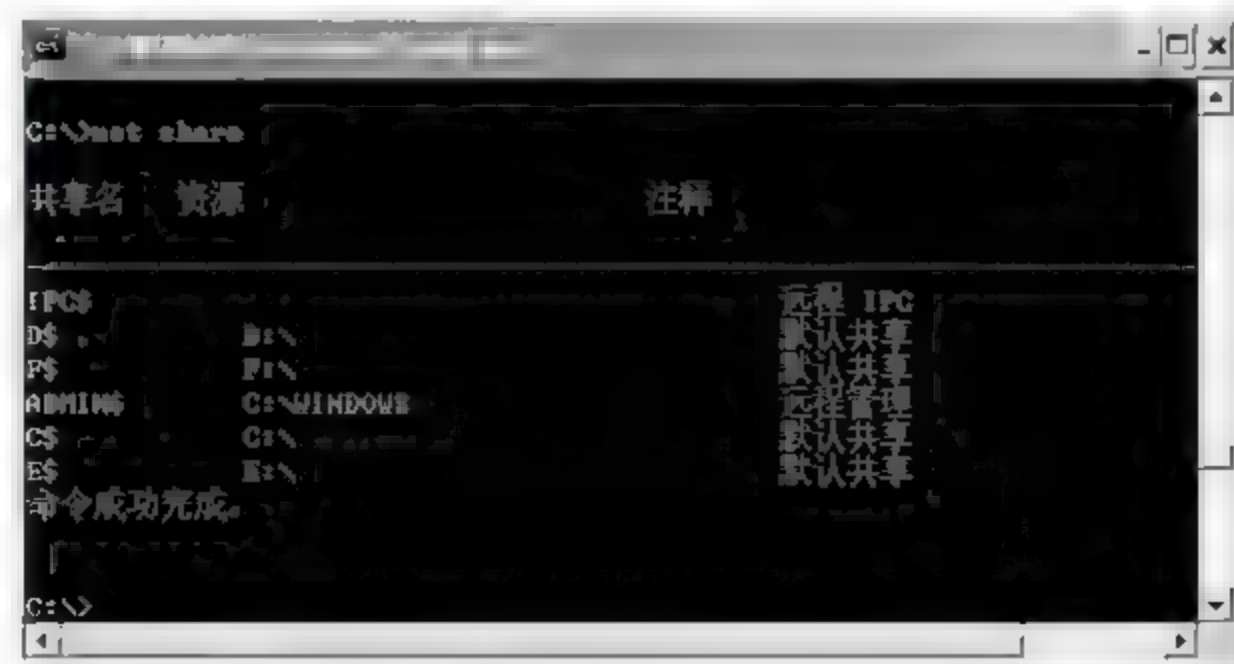 C:\>net share
共享名 资源 注释
IPC$ 远程 IPC
D$ D:\ 默认共享
F$ F:\ 默认共享
ADMIN$ C:\WINDOWS 远程管理
C$ C:\ 默认共享
E$ E:\ 默认共享
命令成功完成。
C:\>